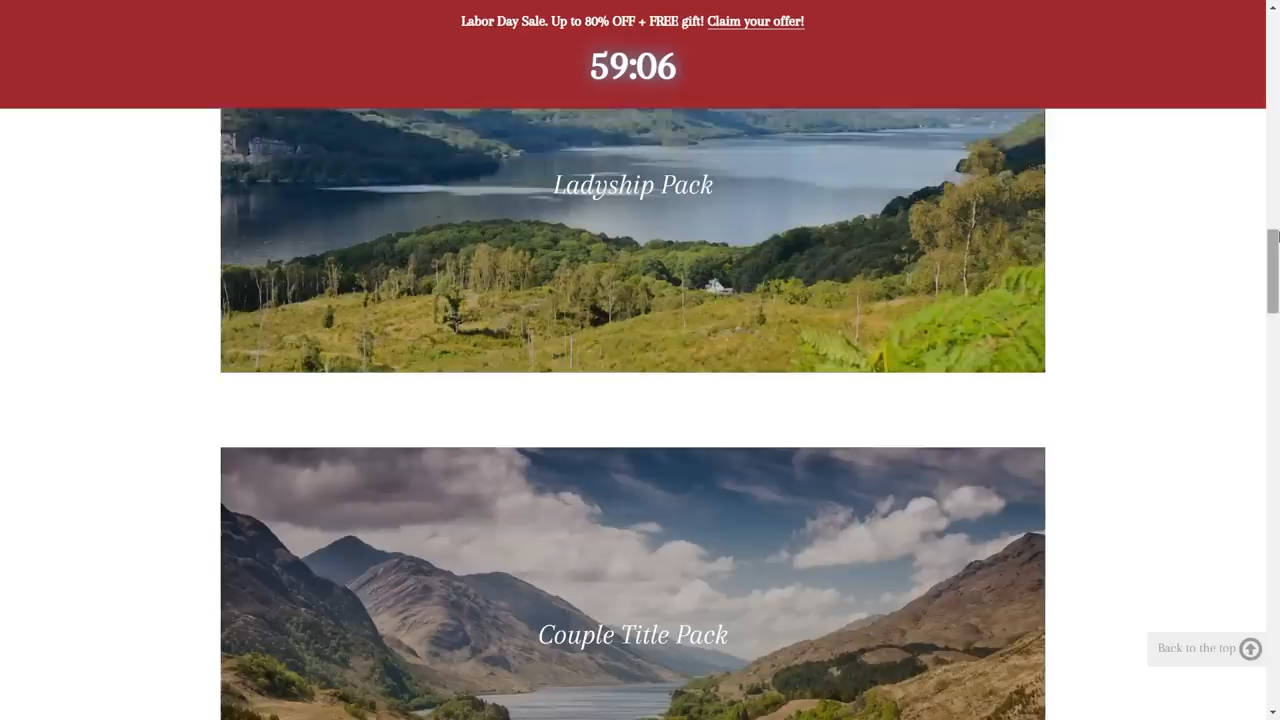 Labor Day Sale. Up to 80% OFF + FREE gift! Claim your offer!
59:06
Ladyship Pack
Couple Title Pack
Back to the top